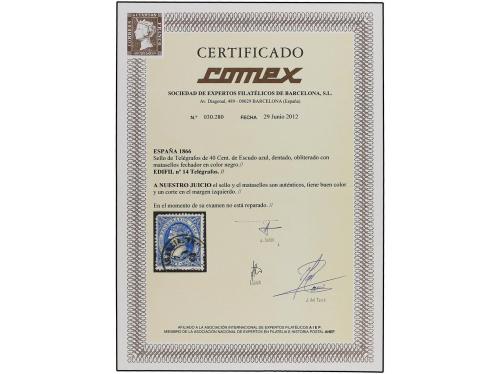 CERTIFICADO
comex
SOCIEDAD DE EXPERTOS FILATÉLICOS DE BARCELONA, S.L.
Av. Diagonal, 489 - 08029 BARCELONA (España)
N.º 030.280 FECHA 29 Junio 2012
ESPAÑA 1866
Sello de Telégrafos de 40 Cent. de Escudo azul, dentado, obliterado con
matasellos fechador en color negro.//
EDIFIL nº 14 Telégrafos. //
A NUESTRO JUICIO el sello y el matasellos son auténticos, tiene buen color
y un corte en el margen izquierdo. //
En el momento de su examen no está reparado. //
AFILIADO A LA ASOCIACIÓN INTERNACIONAL DE EXPERTOS FILATÉLICOS A I E P.
MIEMBRO DE LA ASOCIACIÓN NACIONAL DE EXPERTOS EN FILATELIA E HISTORIA POSTAL ANEP